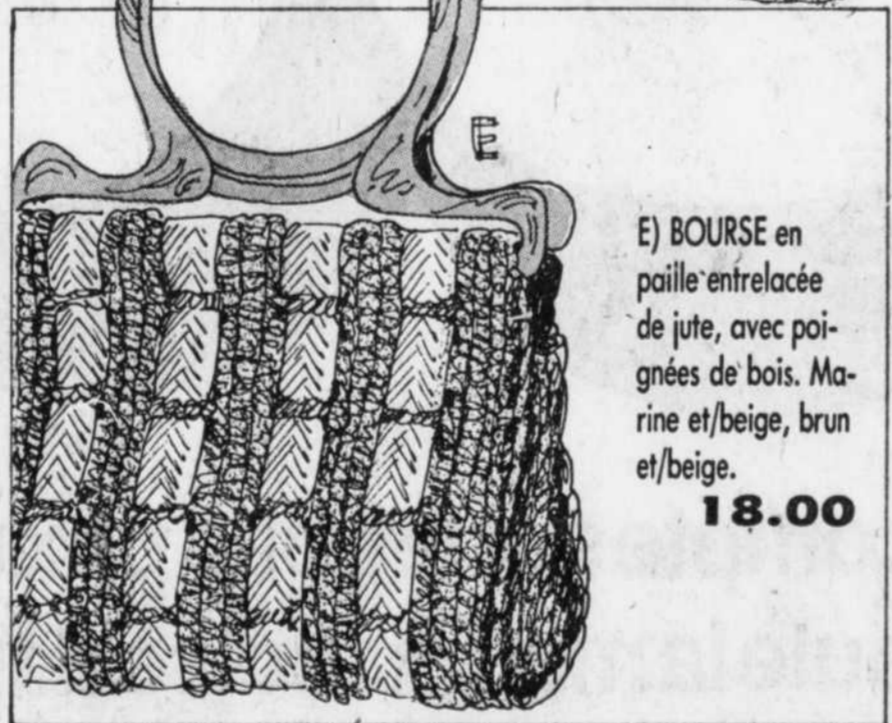 E
E) BOURSE en
paille entrelacée
de jute, avec poi-
gnées de bois. Ma-
rine et/beige, brun
et/beige.
18.00